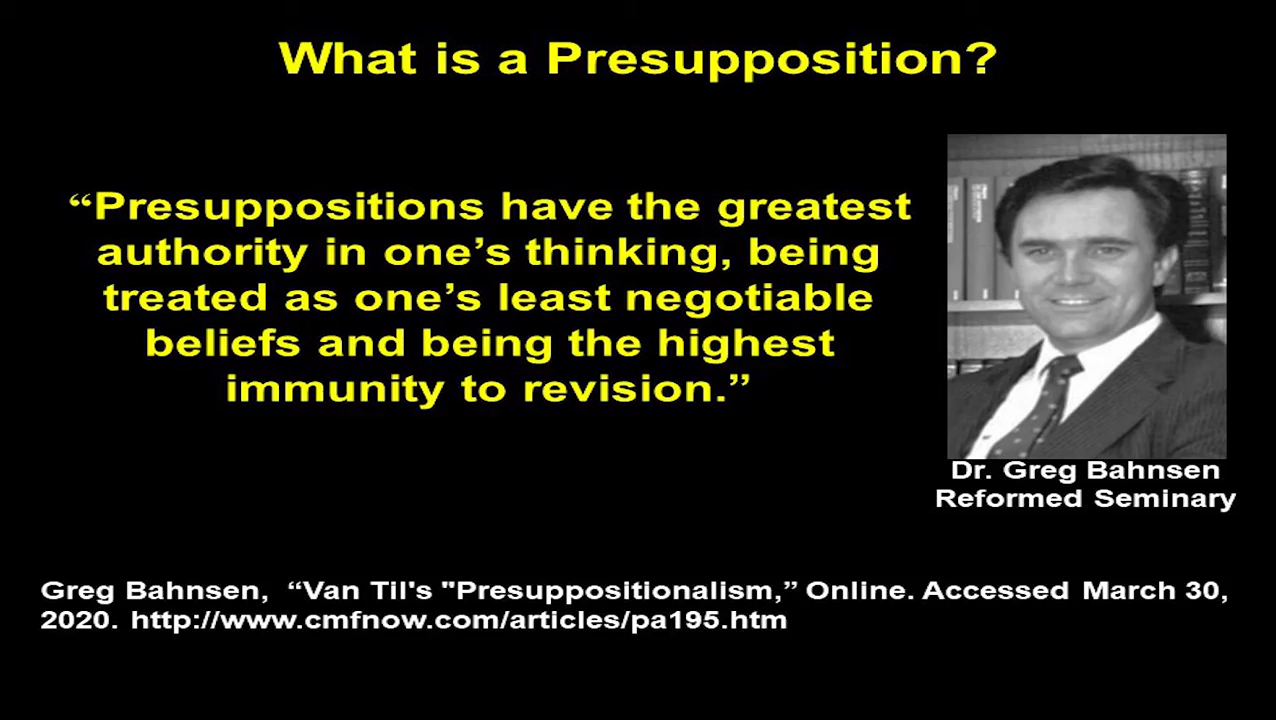 What is a Presupposition?
“Presuppositions have the greatest
authority in one’s thinking, being
treated as one’s least negotiable
beliefs and being the highest
immunity to revision.”
Dr. Greg Bahnsen
Reformed Seminary
Greg Bahnsen, “Van Til's "Presuppositionalism,” Online. Accessed March 30,
2020. http://www.cmfnow.com/articles/pa195.htm